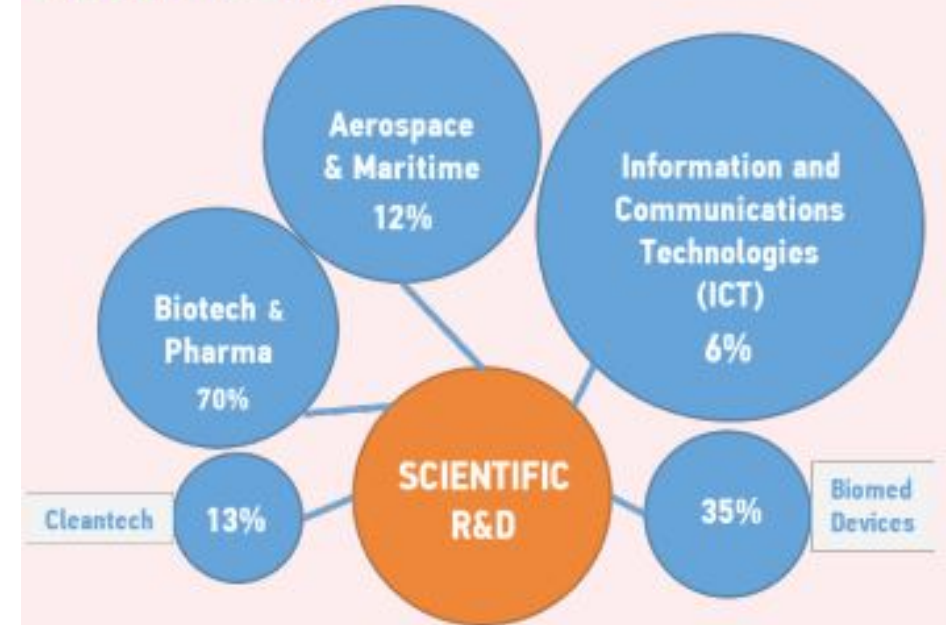 Aerospace
& Maritime
12%
Information and
Communications
Technologies
(ICT)
6%
Biotech &
Pharma
70%
SCIENTIFIC
R&D
Cleantech
13%
35%
Biomed
Devices